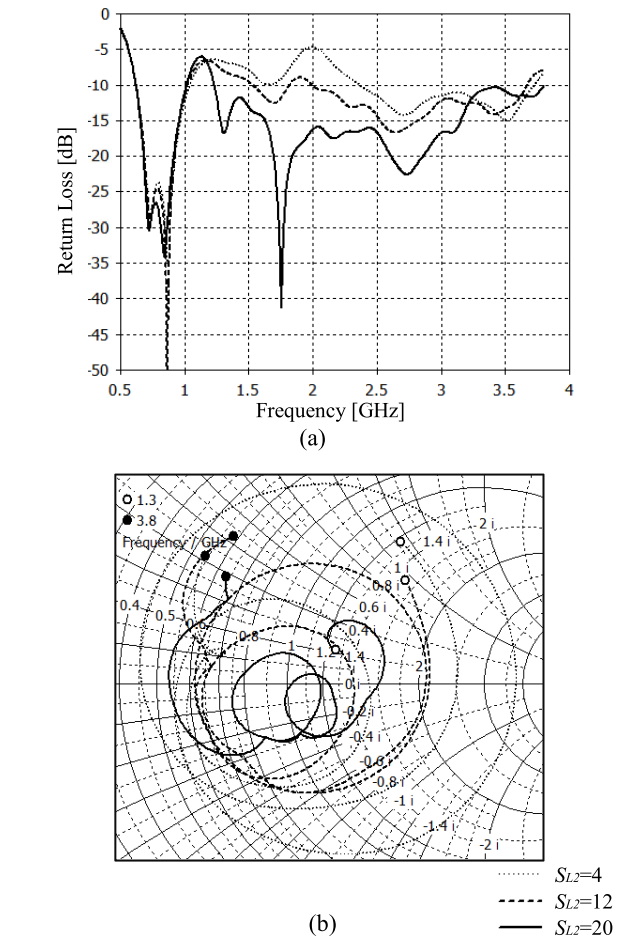 0
-5
-10
-15
-20
-25
-30
-35
-40
-45
-50
Return Loss [dB]
0.5 1 1.5 2 2.5 3 3.5 4
Frequency [GHz]
(a)
1.3
3.8
Frequency / GHz
2 i
1.4 i
1 i
0.8 i
0.6 i
0.4
0.5
0.8
0.4
1
1.2
1.4
2
0 i
-0.2 i
-0.4 i
-0.6
-0.8 i
-1 i
-1.4 i
-2 i
(b)
SL2=4
SL2=12
SL2=20